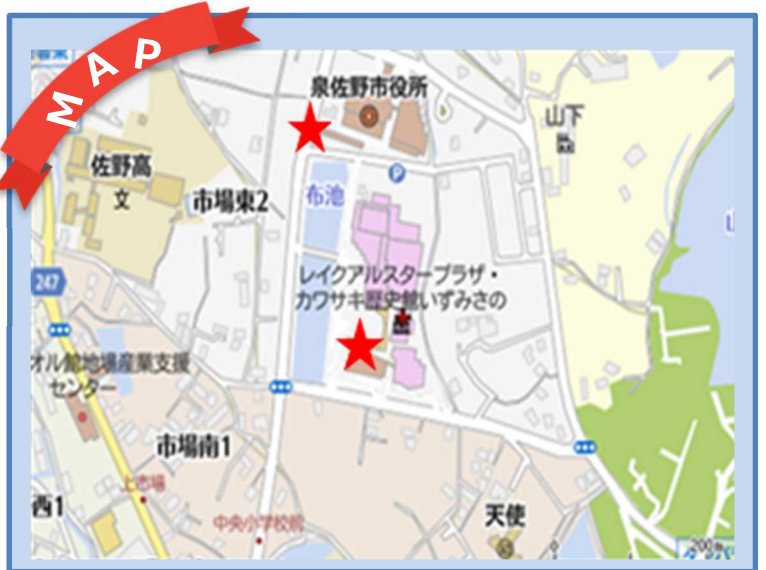 MAP
泉佐野市役所
山下
佐野高
文
市場東2
布池
P
レイクアルスタープラザ・
カワサキ歴史館いずみさの
247
オル館地場産業支援
センター
市場南1
上市場
西1
中央小学校前
天使
200m